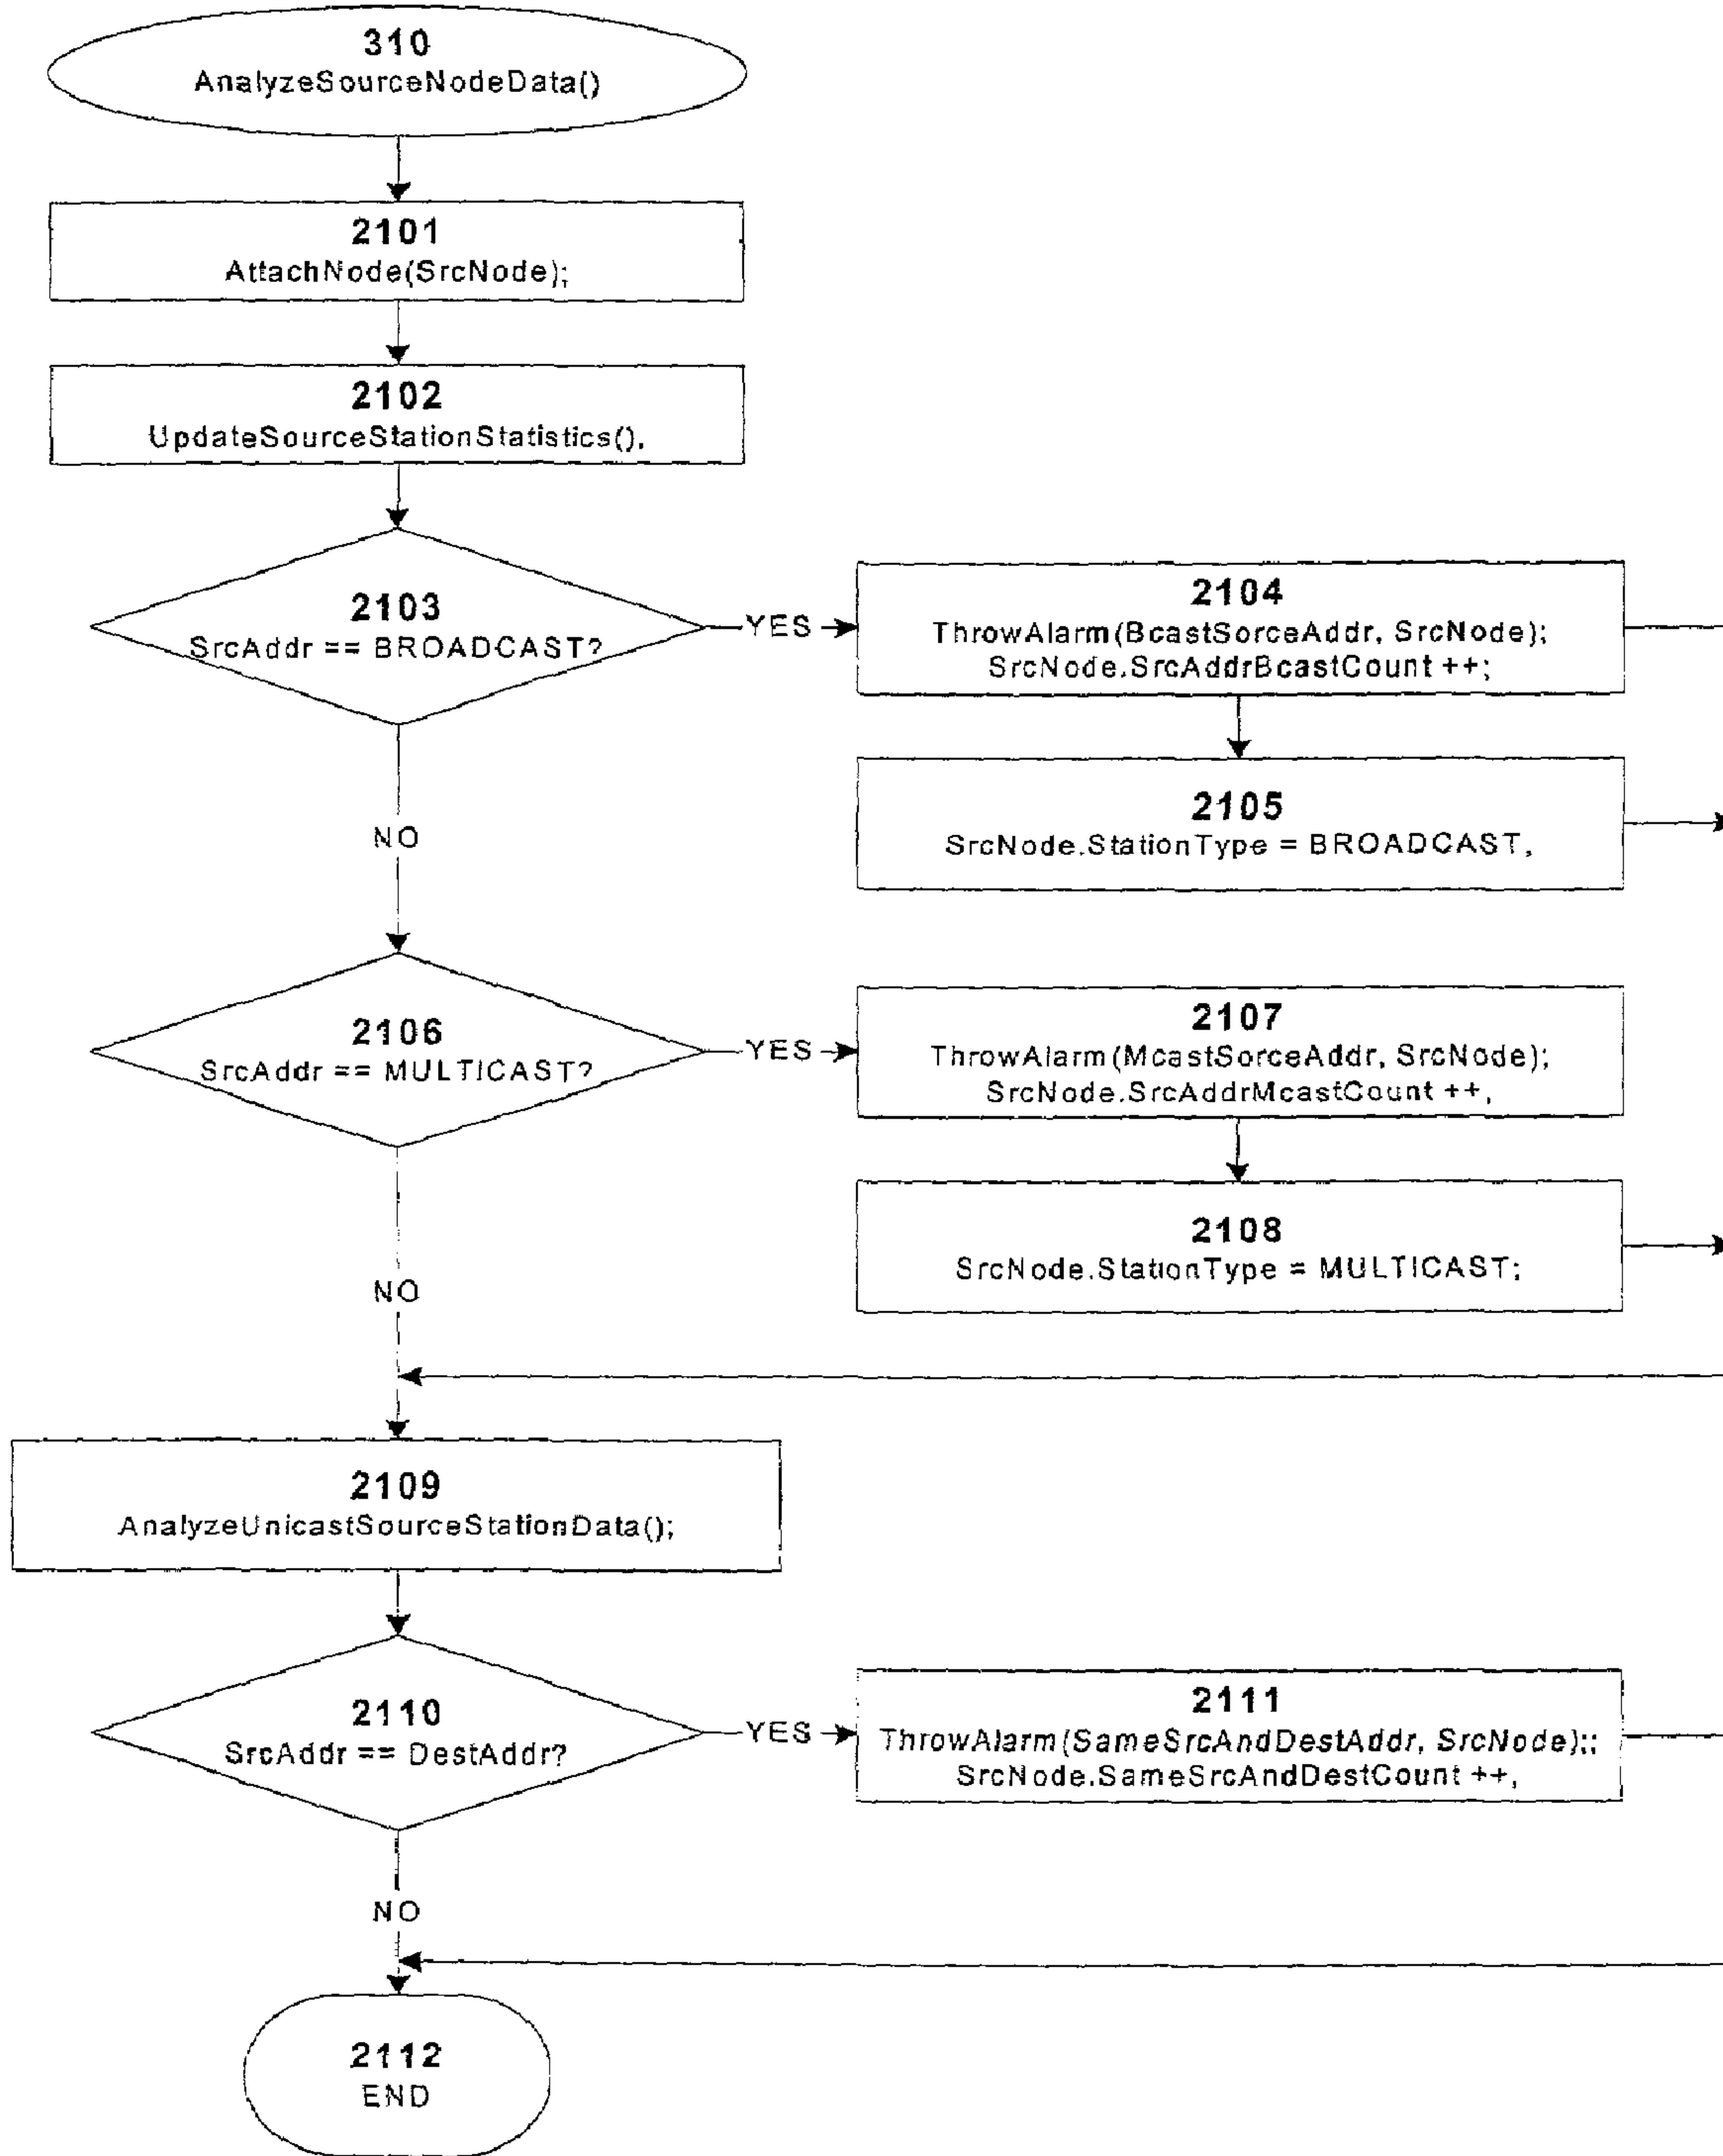 310
AnalyzeSourceNodeData()
2101
AttachNode(SrcNode);
2102
UpdateSourceStationStatistics(),
2103
SrcAddr == BROADCAST?
YES
2104
ThrowAlarm(BcastSorceAddr, SrcNode);
SrcNode.SrcAddrBcastCount ++;
2105
SrcNode.StationType = BROADCAST,
NO
2106
SrcAddr == MULTICAST?
YES
2107
ThrowAlarm(McastSorceAddr, SrcNode);
SrcNode.SrcAddrMcastCount ++,
2108
SrcNode.StationType = MULTICAST;
NO
2109
AnalyzeUnicastSourceStationData();
2110
SrcAddr == DestAddr?
YES
2111
ThrowAlarm(SameSrcAndDestAddr, SrcNode);;
SrcNode.SameSrcAndDestCount ++,
NO
2112
END